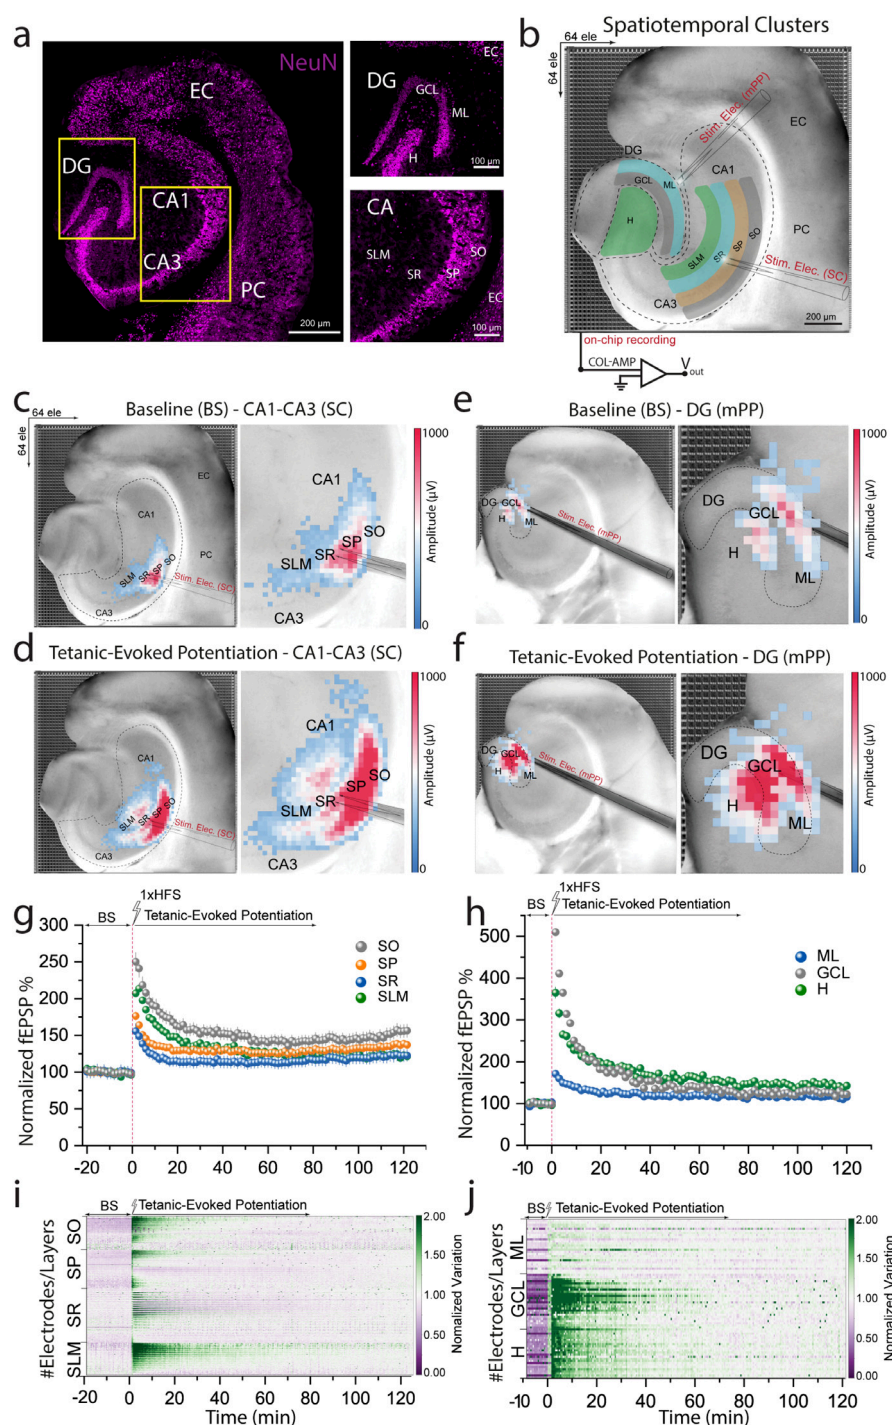 a
NeuN
EC
DG
CA1
CA3
PC
200 µm
DG
EC
GCL
ML
H
100 µm
CA
SLM
SR
SP
SO
EC
100 µm
b
Spatiotemporal Clusters
64 ele
64 ele
Stim. Elec. (mPP)
EC
DG
CA1
GCL
ML
H
PC
SLM
SR
SP
SO
Stim. Elec. (SC)
CA3
200 µm
on-chip recording
COL-AMP
V out
c
64 ele
64 ele
Baseline (BS) - CA1-CA3 (SC)
EC
CA1
PC
SLM
SR
SP
SO
Stim. Elec. (SC)
CA3
CA1
SO
SP
SR
SLM
CA3
1000
Amplitude (µV)
0
e
Baseline (BS) - DG (mPP)
DG
GCL
H
ML
Stim. Elec. (mPP)
DG
GCL
H
ML
1000
Amplitude (µV)
0
d
Tetanic-Evoked Potentiation - CA1-CA3 (SC)
CA1
SLM
SR
SP
SO
Stim. Elec. (SC)
CA3
CA1
SO
SP
SR
SLM
CA3
1000
Amplitude (µV)
0
f
Tetanic-Evoked Potentiation - DG (mPP)
DG
GCL
H
ML
Stim. Elec. (mPP)
DG
GCL
H
ML
1000
Amplitude (µV)
0
g
1xHFS
BS
Tetanic-Evoked Potentiation
Normalized fEPSP %
300
250
200
150
100
50
0
SO
SP
SR
SLM
-20 0 20 40 60 80 100 120
h
1xHFS
BS
Tetanic-Evoked Potentiation
Normalized fEPSP %
500
400
300
200
100
0
ML
GCL
H
-10 0 20 40 60 80 100 120
i
BS
Tetanic-Evoked Potentiation
#Electrodes/Layers
SO
SP
SR
SLM
2.00
1.50
1.00
0.50
0.00
Nomalized Variation
-20 0 20 40 60 80 100 120
Time (min)
j
BS
Tetanic-Evoked Potentiation
#Electrodes/Layers
ML
GCL
H
2.00
1.50
1.00
0.50
0.00
Nomalized Variation
-10 0 20 40 60 80 100 120
Time (min)